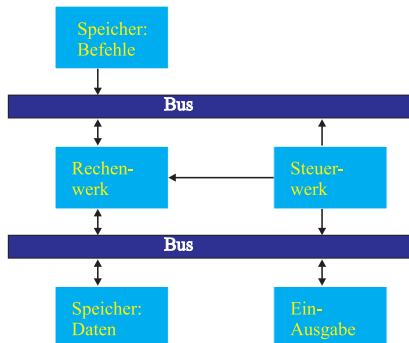 Speicher:
Befehle
Bus
Rechen-
werk
Steuer-
werk
Bus
Speicher:
Daten
Ein-
Ausgabe